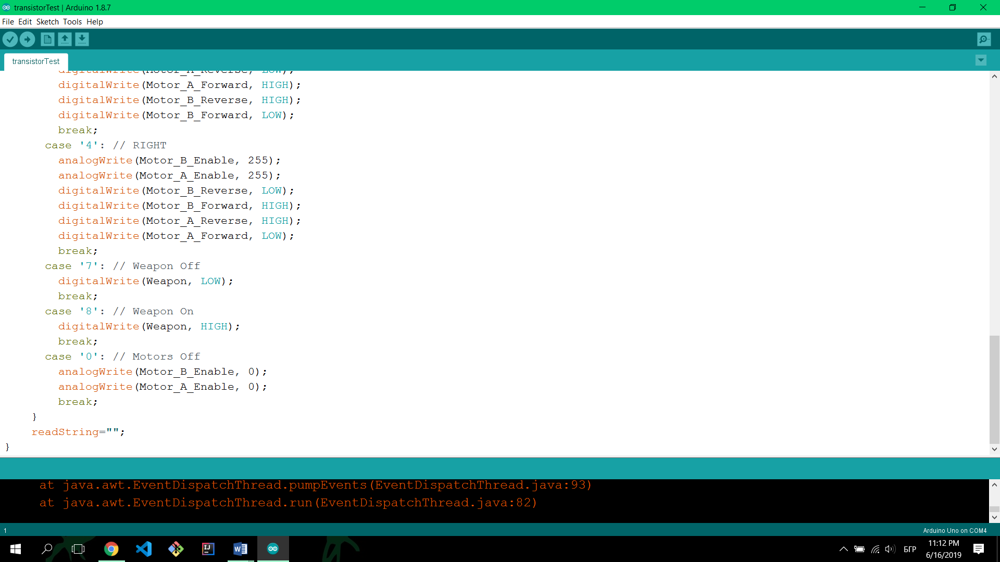 transistorTest | Arduino 1.8.7
File Edit Sketch Tools Help
transistorTest
digitalWrite(Motor_A_Reverse, LOW);
digitalWrite(Motor_A_Forward, HIGH);
digitalWrite(Motor_B_Reverse, HIGH);
digitalWrite(Motor_B_Forward, LOW);
break;
case '4': // RIGHT
analogWrite(Motor_B_Enable, 255);
analogWrite(Motor_A_Enable, 255);
digitalWrite(Motor_B_Reverse, LOW);
digitalWrite(Motor_B_Forward, HIGH);
digitalWrite(Motor_A_Reverse, HIGH);
digitalWrite(Motor_A_Forward, LOW);
break;
case '7': // Weapon Off
digitalWrite(Weapon, LOW);
break;
case '8': // Weapon On
digitalWrite(Weapon, HIGH);
break;
case '0': // Motors Off
analogWrite(Motor_B_Enable, 0);
analogWrite(Motor_A_Enable, 0);
break;
}
readString="";
}
at java.awt.EventDispatchThread.pumpEvents(EventDispatchThread.java:93)
at java.awt.EventDispatchThread.run(EventDispatchThread.java:82)
1
Arduino Uno on COM4
БГР
11:12 PM
6/16/2019